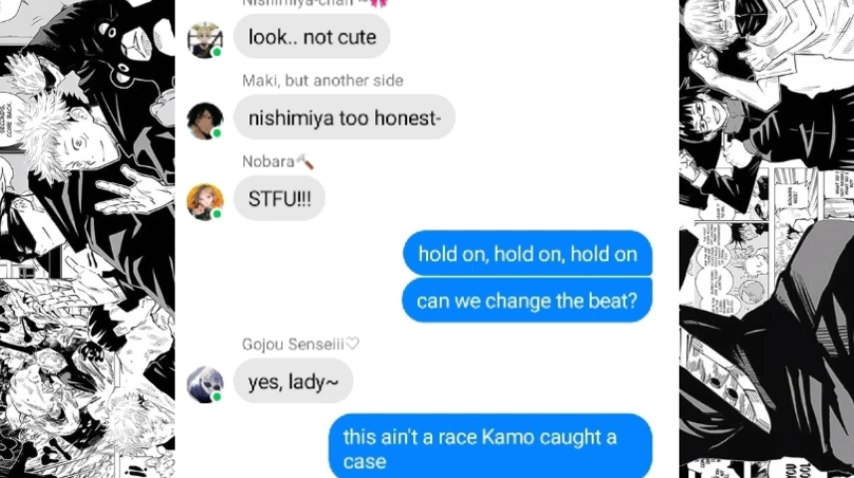 Nishimiya-chan ~🎀
look.. not cute
Maki, but another side
nishimiya too honest-
Nobara🔨
STFU!!!
hold on, hold on, hold on
can we change the beat?
Gojou Senseiii♡
yes, lady~
this ain't a race Kamo caught a
case